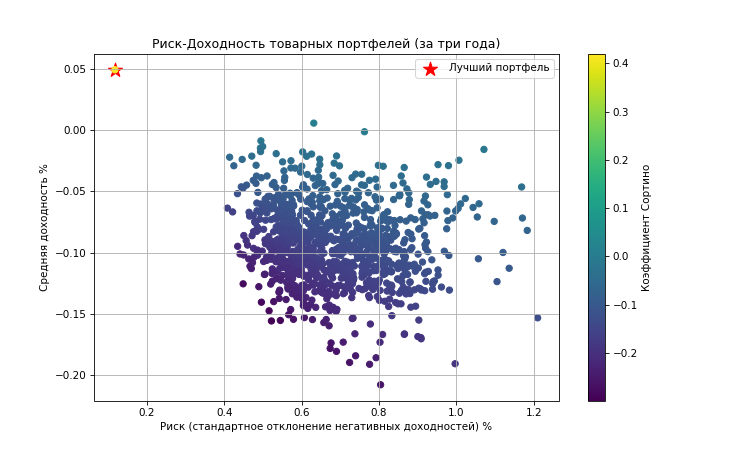 Риск-Доходность товарных портфелей (за три года)
Лучший портфель
Средняя доходность %
0.05
0.00
−0.05
−0.10
−0.15
−0.20
0.2 0.4 0.6 0.8 1.0 1.2
Риск (стандартное отклонение негативных доходностей) %
0.4
0.3
0.2
0.1
0.0
−0.1
−0.2
Коэффициент Сортино